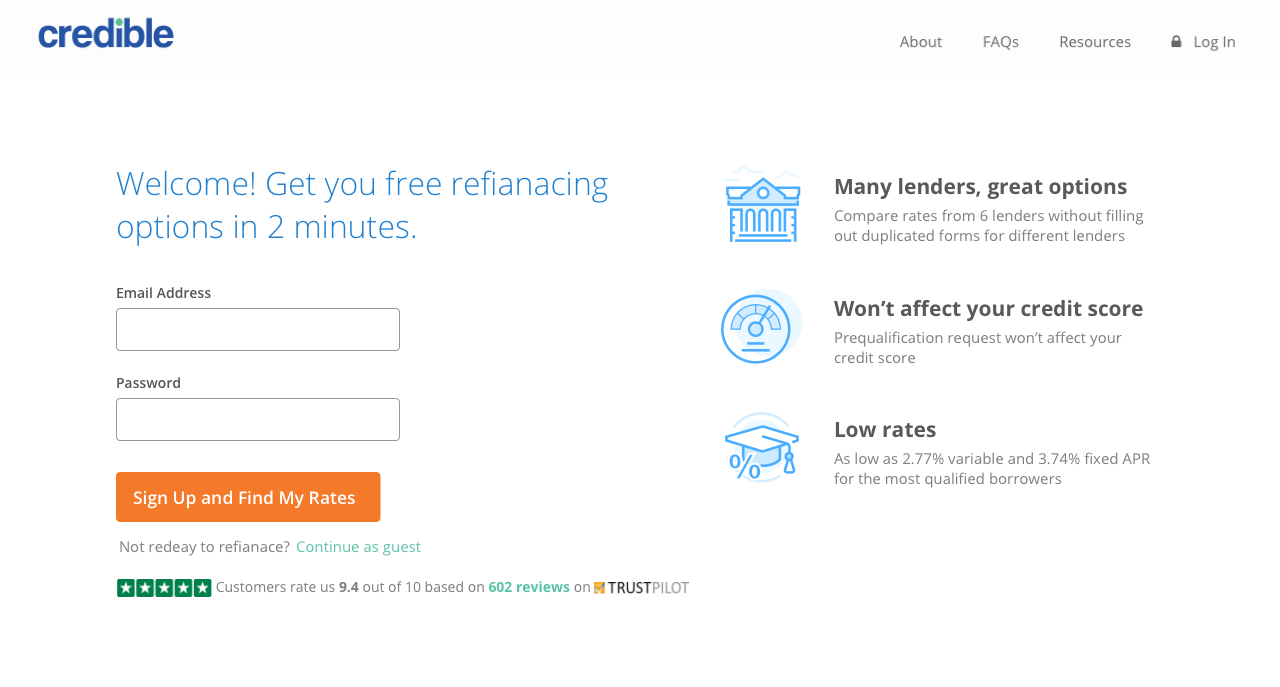 credible
About
FAQs
Resources
Log In
Welcome! Get you free refianacing
options in 2 minutes.
Email Address
Password
Sign Up and Find My Rates
Not redeay to refianace? Continue as guest
Customers rate us 9.4 out of 10 based on 602 reviews on TRUSTPILOT
Many lenders, great options
Compare rates from 6 lenders without filling
out duplicated forms for different lenders
Won’t affect your credit score
Prequalification request won’t affect your
credit score
%
Low rates
As low as 2.77% variable and 3.74% fixed APR
for the most qualified borrowers